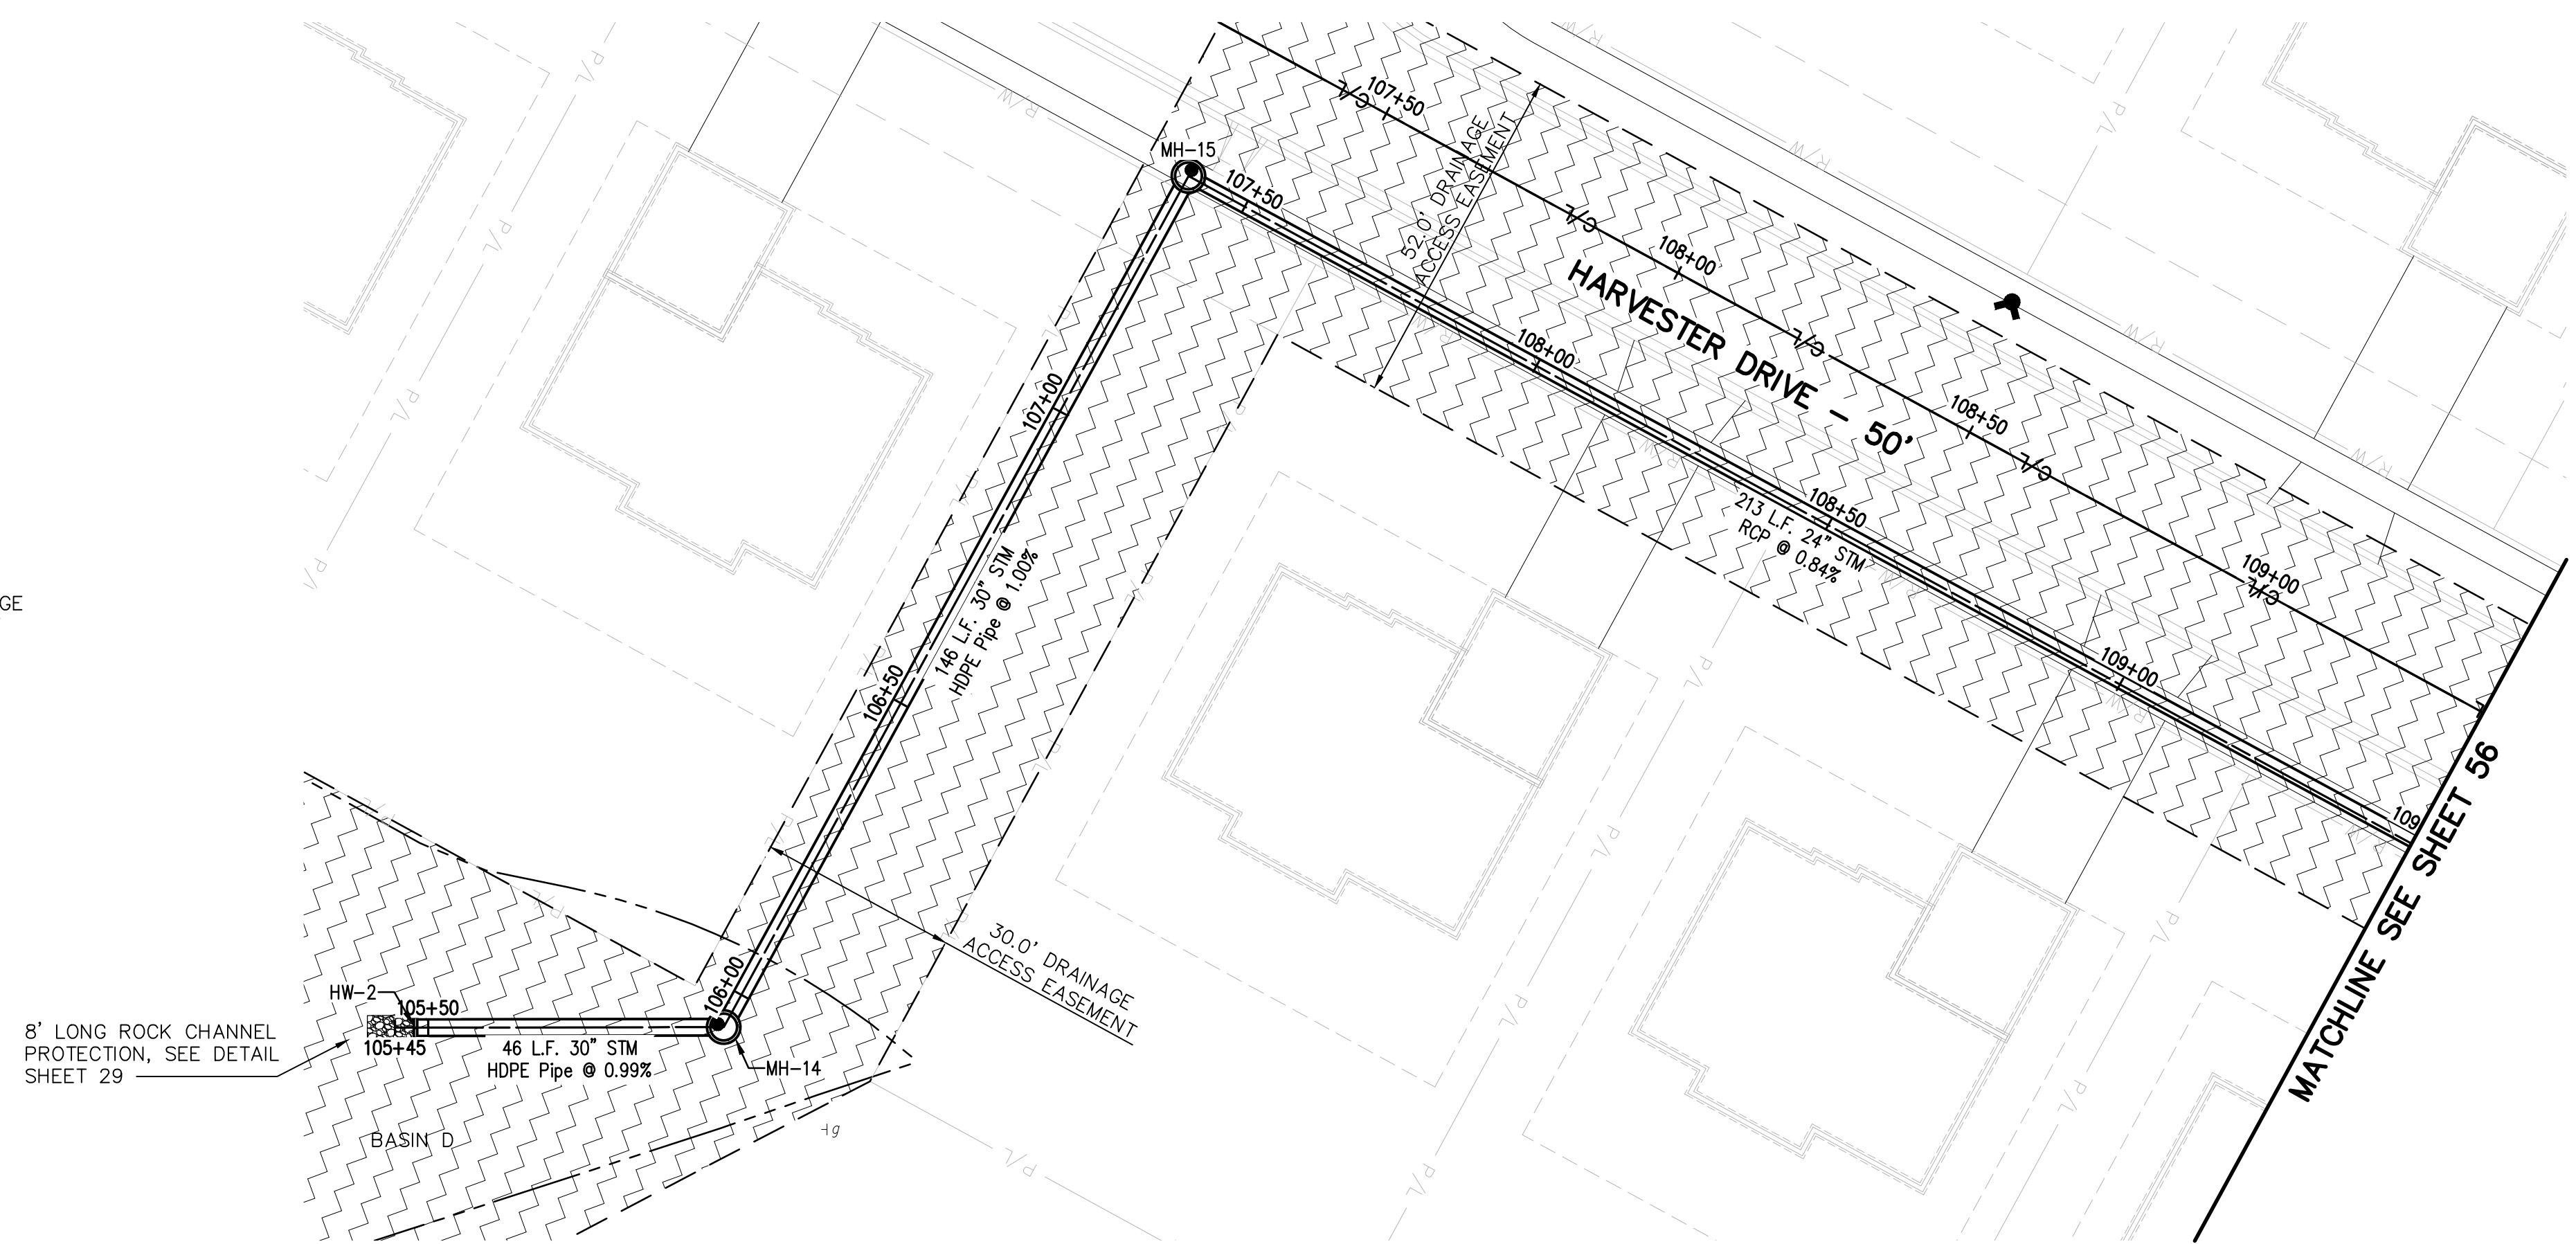 107+50
MH-15
107+50
52.0' DRAINAGE
ACCESS EASEMENT
108+00
HARVESTER DRIVE - 50'
108+00
108+50
107+00
108+50
213 L.F. 24" STM
RCP @ 0.84%
109+00
146 L.F. 30" STM
HDPE Pipe @ 1.00%
GE
106+50
109+00
109
MATCHLINE SEE SHEET 56
30.0' DRAINAGE
ACCESS EASEMENT
106+00
HW-2
105+50
8' LONG ROCK CHANNEL
PROTECTION, SEE DETAIL
SHEET 29
105+45
46 L.F. 30" STM
HDPE Pipe @ 0.99%
MH-14
BASIN D
C/L
C/L
C/L
C/L
C/L
R/W
R/W
R/W
R/W
R/W
R/W
R/W
R/W
R/W
P/L
P/L
P/L
P/L
P/L
P/L
P/L
P/L
P/L
P/L
P/L